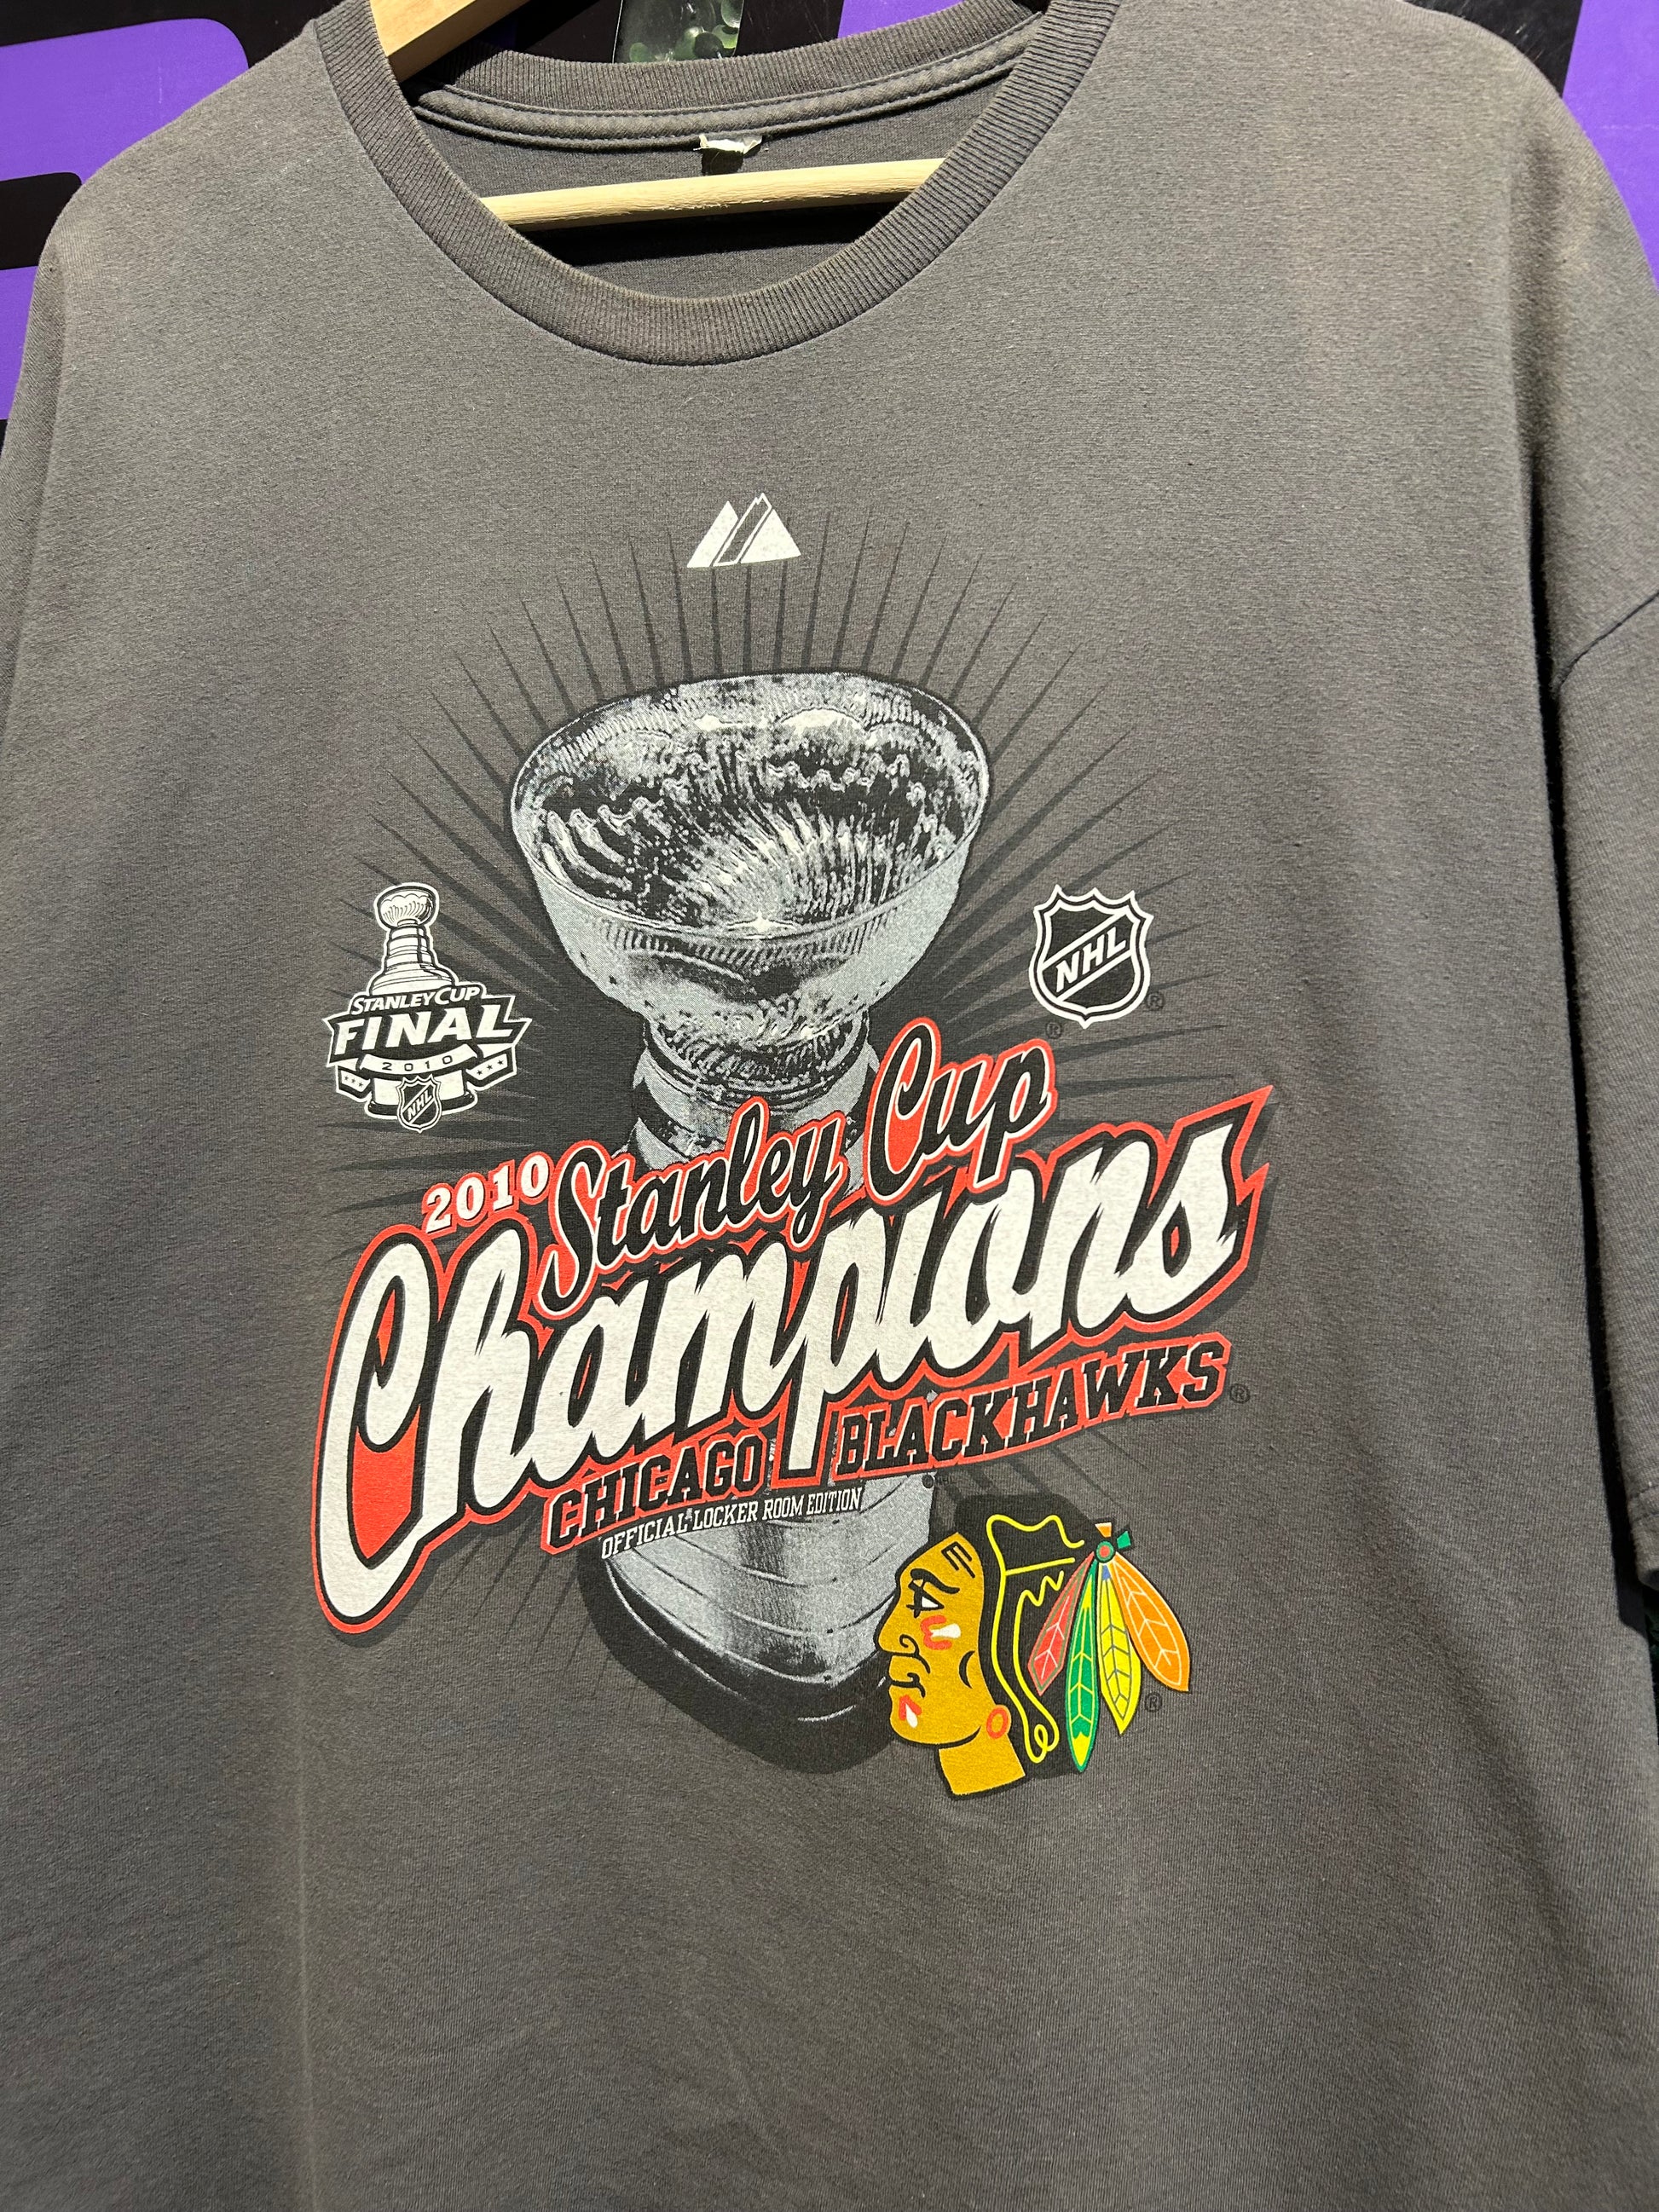 NHL
®
STANLEY CUP
FINAL
2010
NHL
®
2010 Stanley Cup
Champions
CHICAGO BLACKHAWKS ®
OFFICIAL LOCKER ROOM EDITION
®